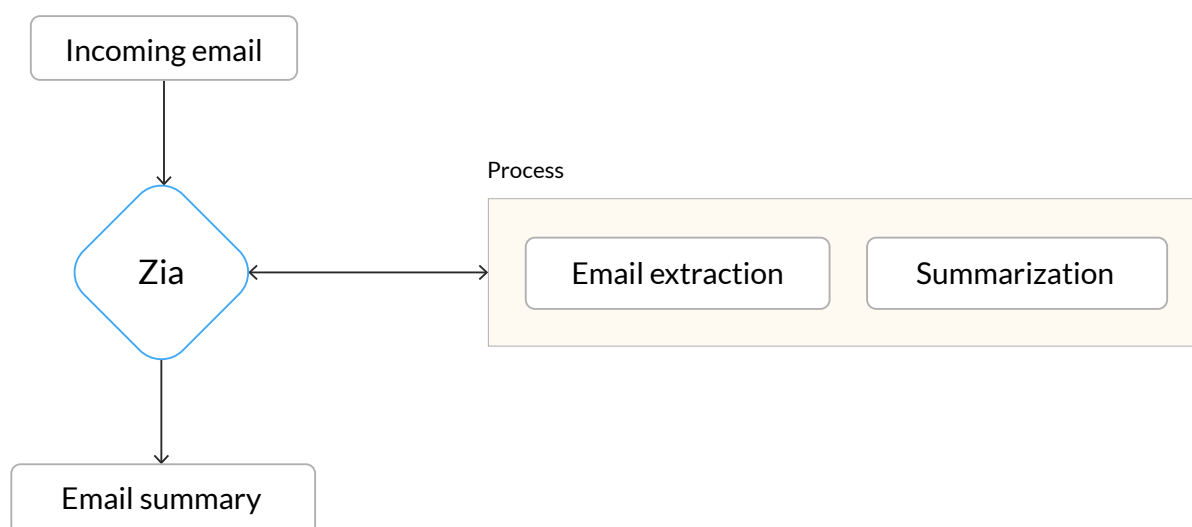 Incoming email
Process
Zia
Email extraction
Summarization
Email summary